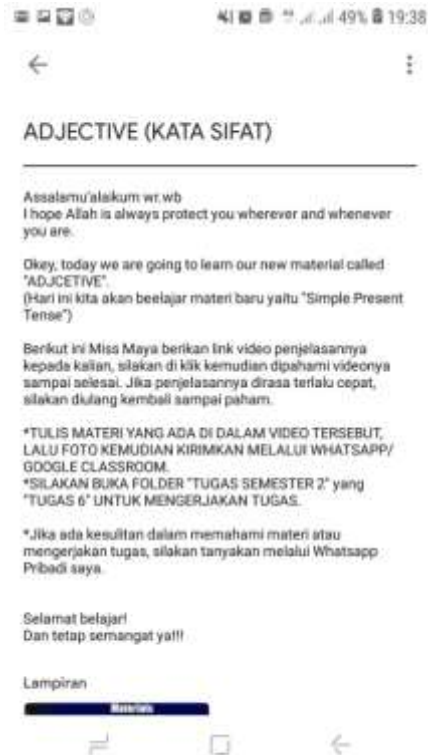 49% 19:38
ADJECTIVE (KATA SIFAT)
Assalamu'alaikum wr.wb
I hope Allah is always protect you wherever and whenever
you are.
Okey, today we are going to learn our new material called
"ADJCETIVE".
(Hari ini kita akan beelajar materi baru yaitu "Simple Present
Tense")
Berikut ini Miss Maya berikan link video penjelasannya
kepada kalian, silakan di klik kemudian dipahami videonya
sampai selesai. Jika penjelasannya dirasa terlalu cepat,
silakan diulang kembali sampai paham.
*TULIS MATERI YANG ADA DI DALAM VIDEO TERSEBUT,
LALU FOTO KEMUDIAN KIRIMKAN MELALUI WHATSAPP/
GOOGLE CLASSROOM.
*SILAKAN BUKA FOLDER "TUGAS SEMESTER 2" yang
"TUGAS 6" UNTUK MENGERJAKAN TUGAS.
*Jika ada kesulitan dalam memahami materi atau
mengerjakan tugas, silakan tanyakan melalui Whatsapp
Pribadi saya.
Selamat belajar!
Dan tetap semangat ya!!!
Lampiran
Materials